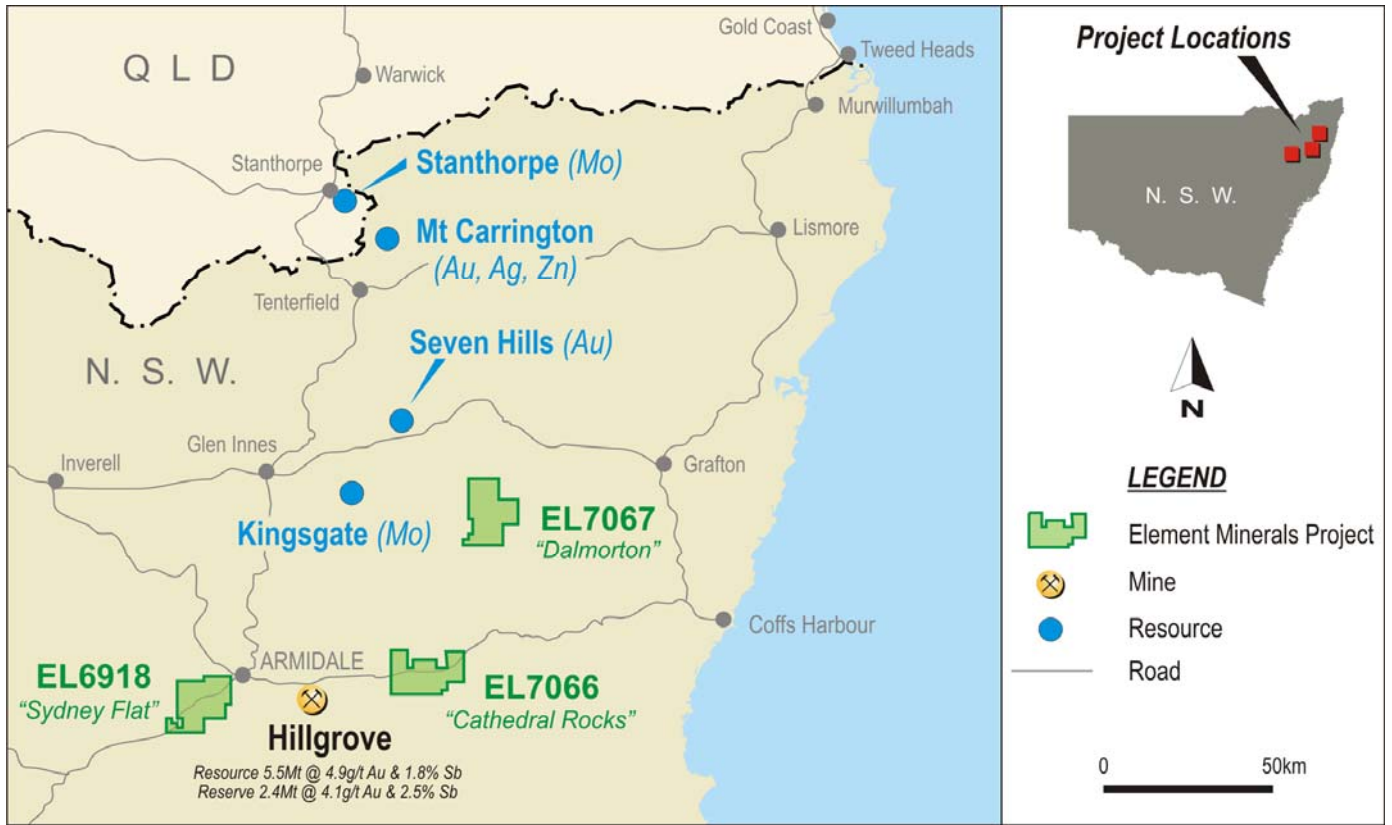 Gold Coast
Tweed Heads
Q L D
Warwick
Murwillumbah
Stanthorpe
Stanthorpe (Mo)
Mt Carrington
(Au, Ag, Zn)
Lismore
Tenterfield
Seven Hills (Au)
N. S. W.
Glen Innes
Inverell
Grafton
Kingsgate (Mo)
EL7067
"Dalmorton"
Coffs Harbour
ARMIDALE
EL6918
"Sydney Flat"
EL7066
"Cathedral Rocks"
Hillgrove
Resource 5.5Mt @ 4.9g/t Au & 1.8% Sb
Reserve 2.4Mt @ 4.1g/t Au & 2.5% Sb
Project Locations
N. S. W.
N
LEGEND
Element Minerals Project
Mine
Resource
Road
0 50km